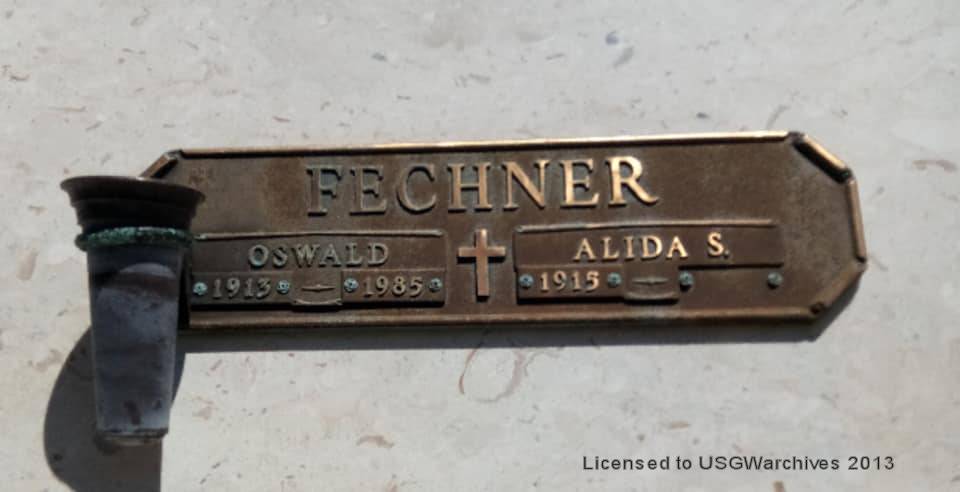 FECHNER
OSWALD
ALIDA S.
1913 1985
1915
Licensed to USGWarchives 2013